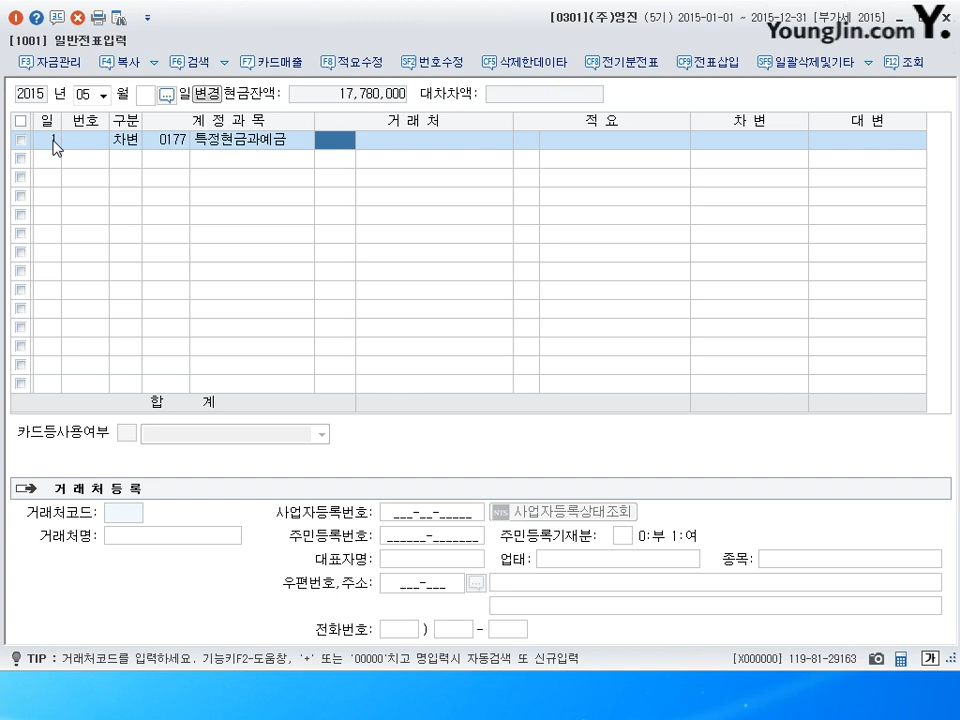 [0301](주)영진 (5기) 2015-01-01 ~ 2015-12-31 [부가세 2015]
YoungJin.com Y.
[1001] 일반전표입력
F3 자금관리 F4 복사 F6 검색 F7 카드매출 F8 적요수정 SF2 번호수정 CF5 삭제한데이타 CF8 전기분전표 CF9 전표삽입 SF5 일괄삭제및기타 F12 조회
2015 년 05 월 일 변경 현금잔액: 17,780,000 대차차액:
일 번호 구분 계 정 과 목 거 래 처 적 요 차 변 대 변
1 차변 0177 특정현금과예금
합 계
카드등사용여부
거 래 처 등 록
거래처코드: 사업자등록번호: ___-__-_____ NTS 사업자등록상태조회
거래처명: 주민등록번호: ______-_______ 주민등록기재분: 0:부 1:여
대표자명: 업태: 종목:
우편번호,주소: ___-___
전화번호: ) -
TIP : 거래처코드를 입력하세요. 기능키F2-도움창, '+' 또는 '00000'치고 명입력시 자동검색 또 신규입력 [X000000] 119-81-29163 가